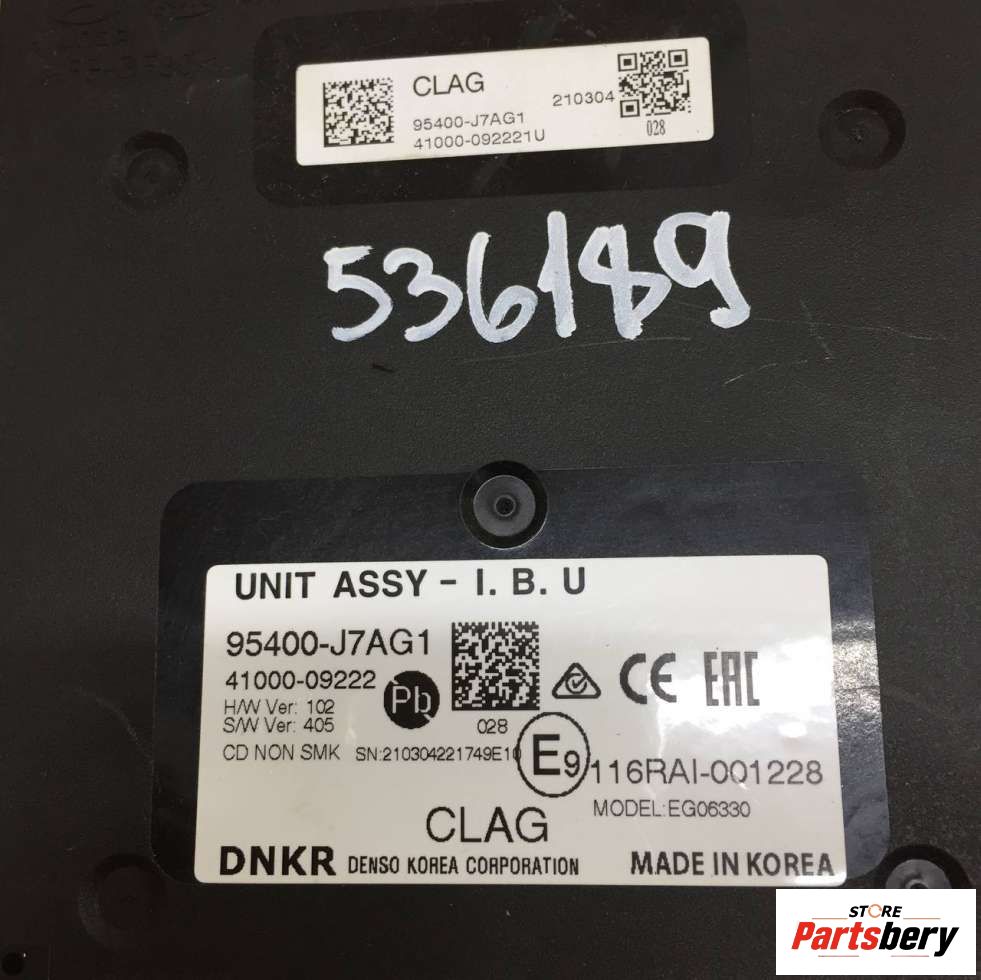 CLAG
210304
95400-J7AG1
41000-092221U
028
536189
UNIT ASSY - I. B. U
95400-J7AG1
41000-09222
Pb
H/W Ver: 102
S/W Ver: 405
028
CE EAC
CD NON SMK SN:210304221749E10
E9 116RAI-001228
MODEL:EG06330
CLAG
DNKR DENSO KOREA CORPORATION MADE IN KOREA
STORE
Partsbery